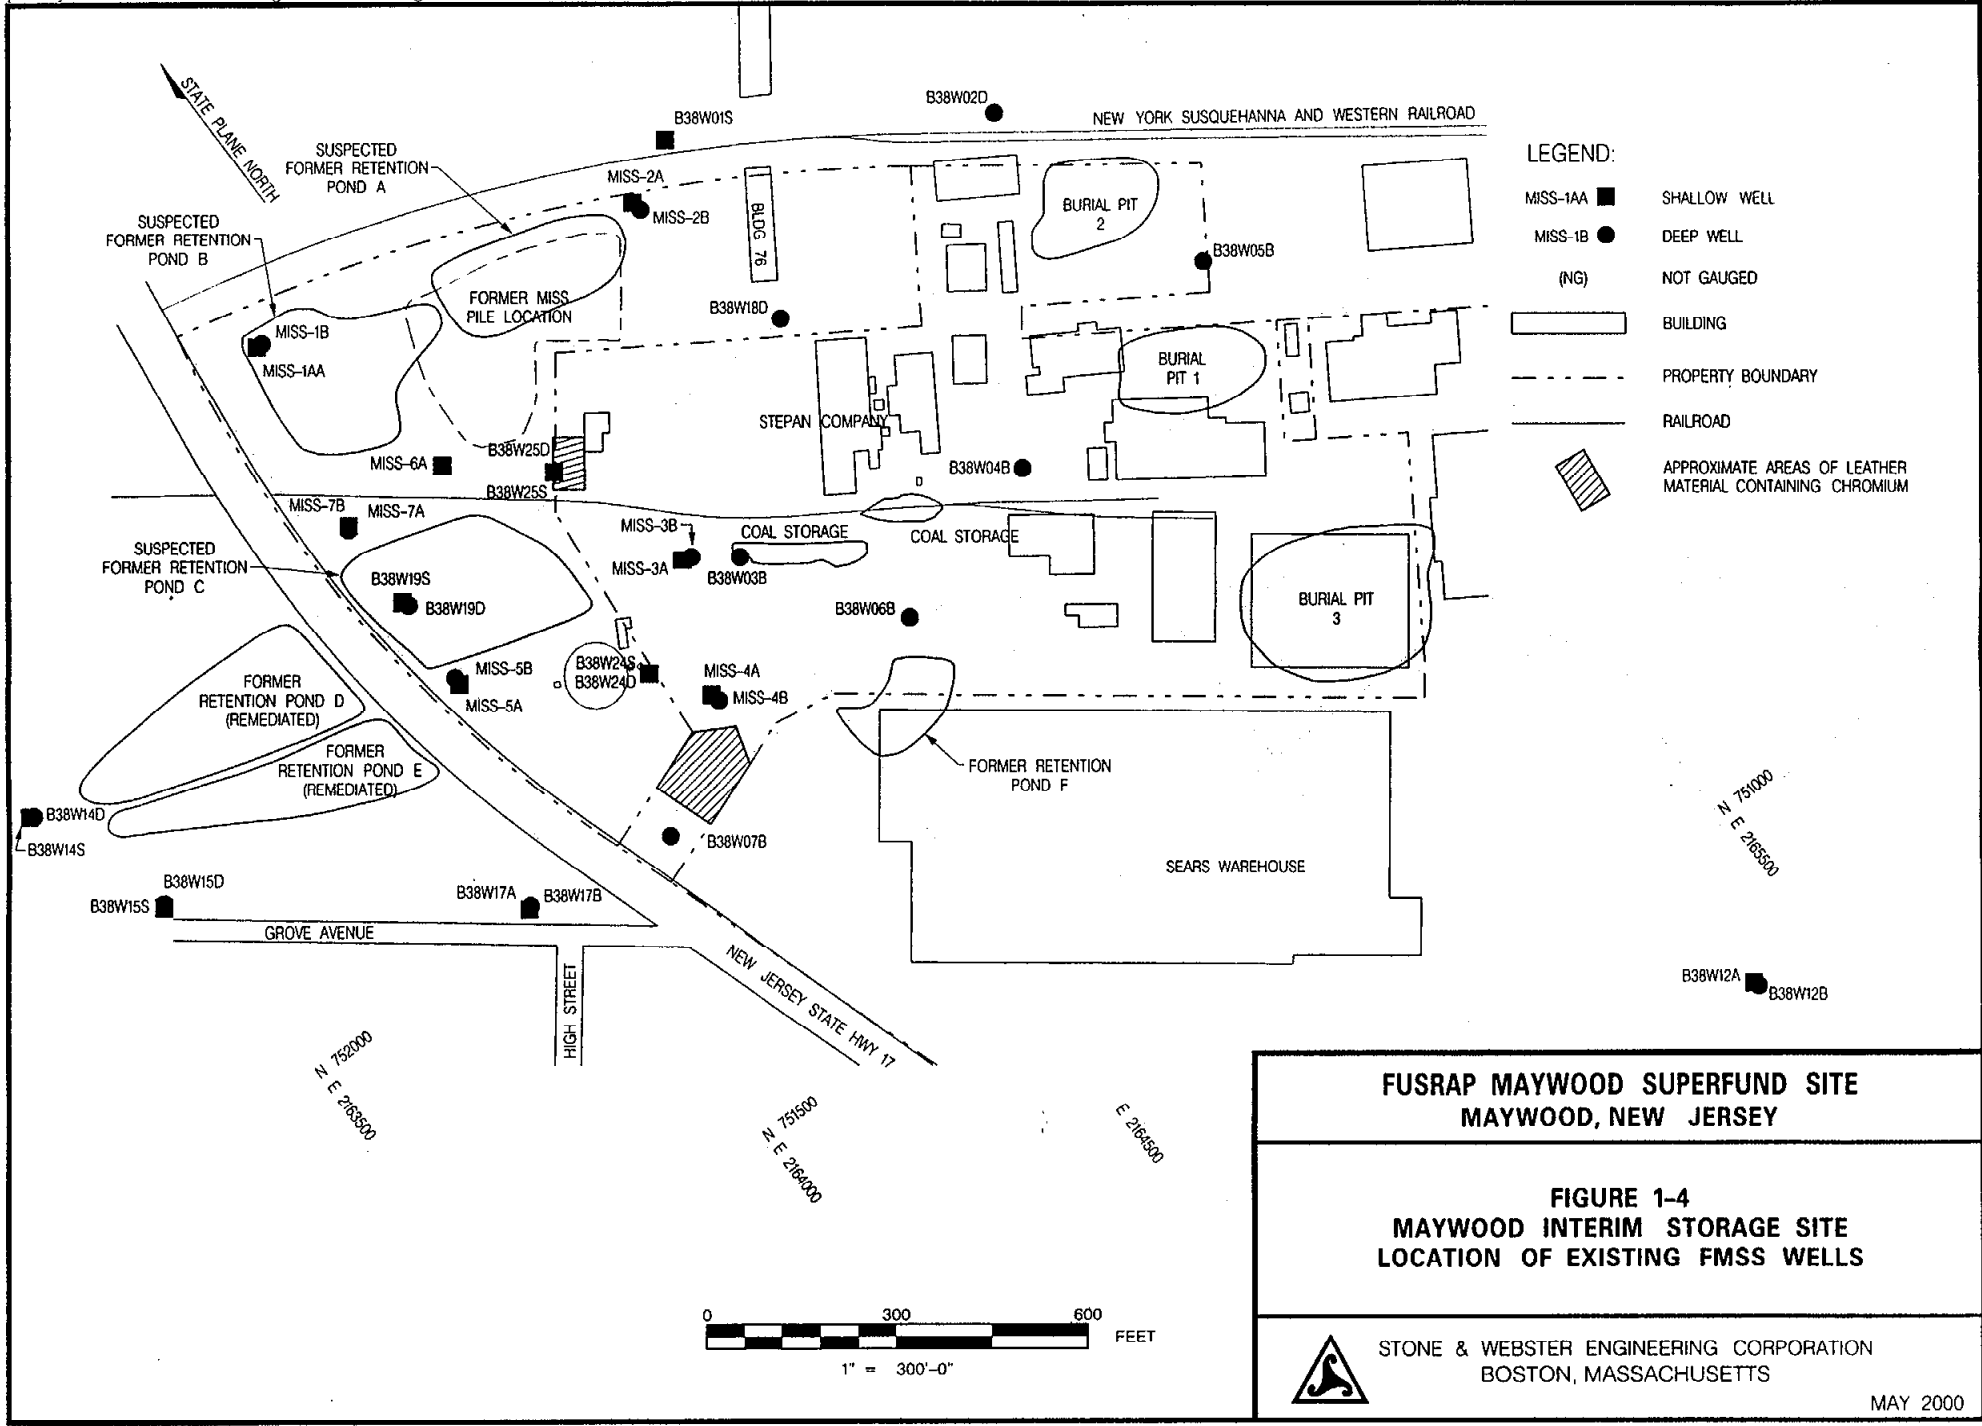 STATE PLANE NORTH
B38W01S
B38W02D
NEW YORK SUSQUEHANNA AND WESTERN RAILROAD
SUSPECTED
FORMER RETENTION
POND A
MISS-2A
MISS-2B
BLDG 76
BURIAL PIT
2
B38W05B
SUSPECTED
FORMER RETENTION
POND B
FORMER MISS
PILE LOCATION
B38W18D
MISS-1B
MISS-1AA
BURIAL
PIT 1
STEPAN COMPANY
B38W25D
MISS-6A
B38W04B
B38W25S
MISS-7B
MISS-7A
MISS-3B
COAL STORAGE
COAL STORAGE
SUSPECTED
FORMER RETENTION
POND C
MISS-3A
B38W03B
B38W19S
B38W19D
B38W06B
BURIAL PIT
3
MISS-5B
MISS-5A
B38W24S
B38W24D
MISS-4A
MISS-4B
FORMER
RETENTION POND D
(REMEDIATED)
FORMER
RETENTION POND E
(REMEDIATED)
FORMER RETENTION
POND F
B38W14D
B38W14S
B38W07B
SEARS WAREHOUSE
B38W15D
B38W15S
B38W17A
B38W17B
GROVE AVENUE
HIGH STREET
NEW JERSEY STATE HWY 17
B38W12A
B38W12B
N 751000
E 2165500
N 752000
E 2163500
N 751500
E 2164000
E 2164500
LEGEND:
MISS-1AA SHALLOW WELL
MISS-1B DEEP WELL
(NG) NOT GAUGED
BUILDING
PROPERTY BOUNDARY
RAILROAD
APPROXIMATE AREAS OF LEATHER
MATERIAL CONTAINING CHROMIUM
0 300 600
FEET
1" = 300'-0"
FUSRAP MAYWOOD SUPERFUND SITE
MAYWOOD, NEW JERSEY
FIGURE 1-4
MAYWOOD INTERIM STORAGE SITE
LOCATION OF EXISTING FMSS WELLS
STONE & WEBSTER ENGINEERING CORPORATION
BOSTON, MASSACHUSETTS
MAY 2000